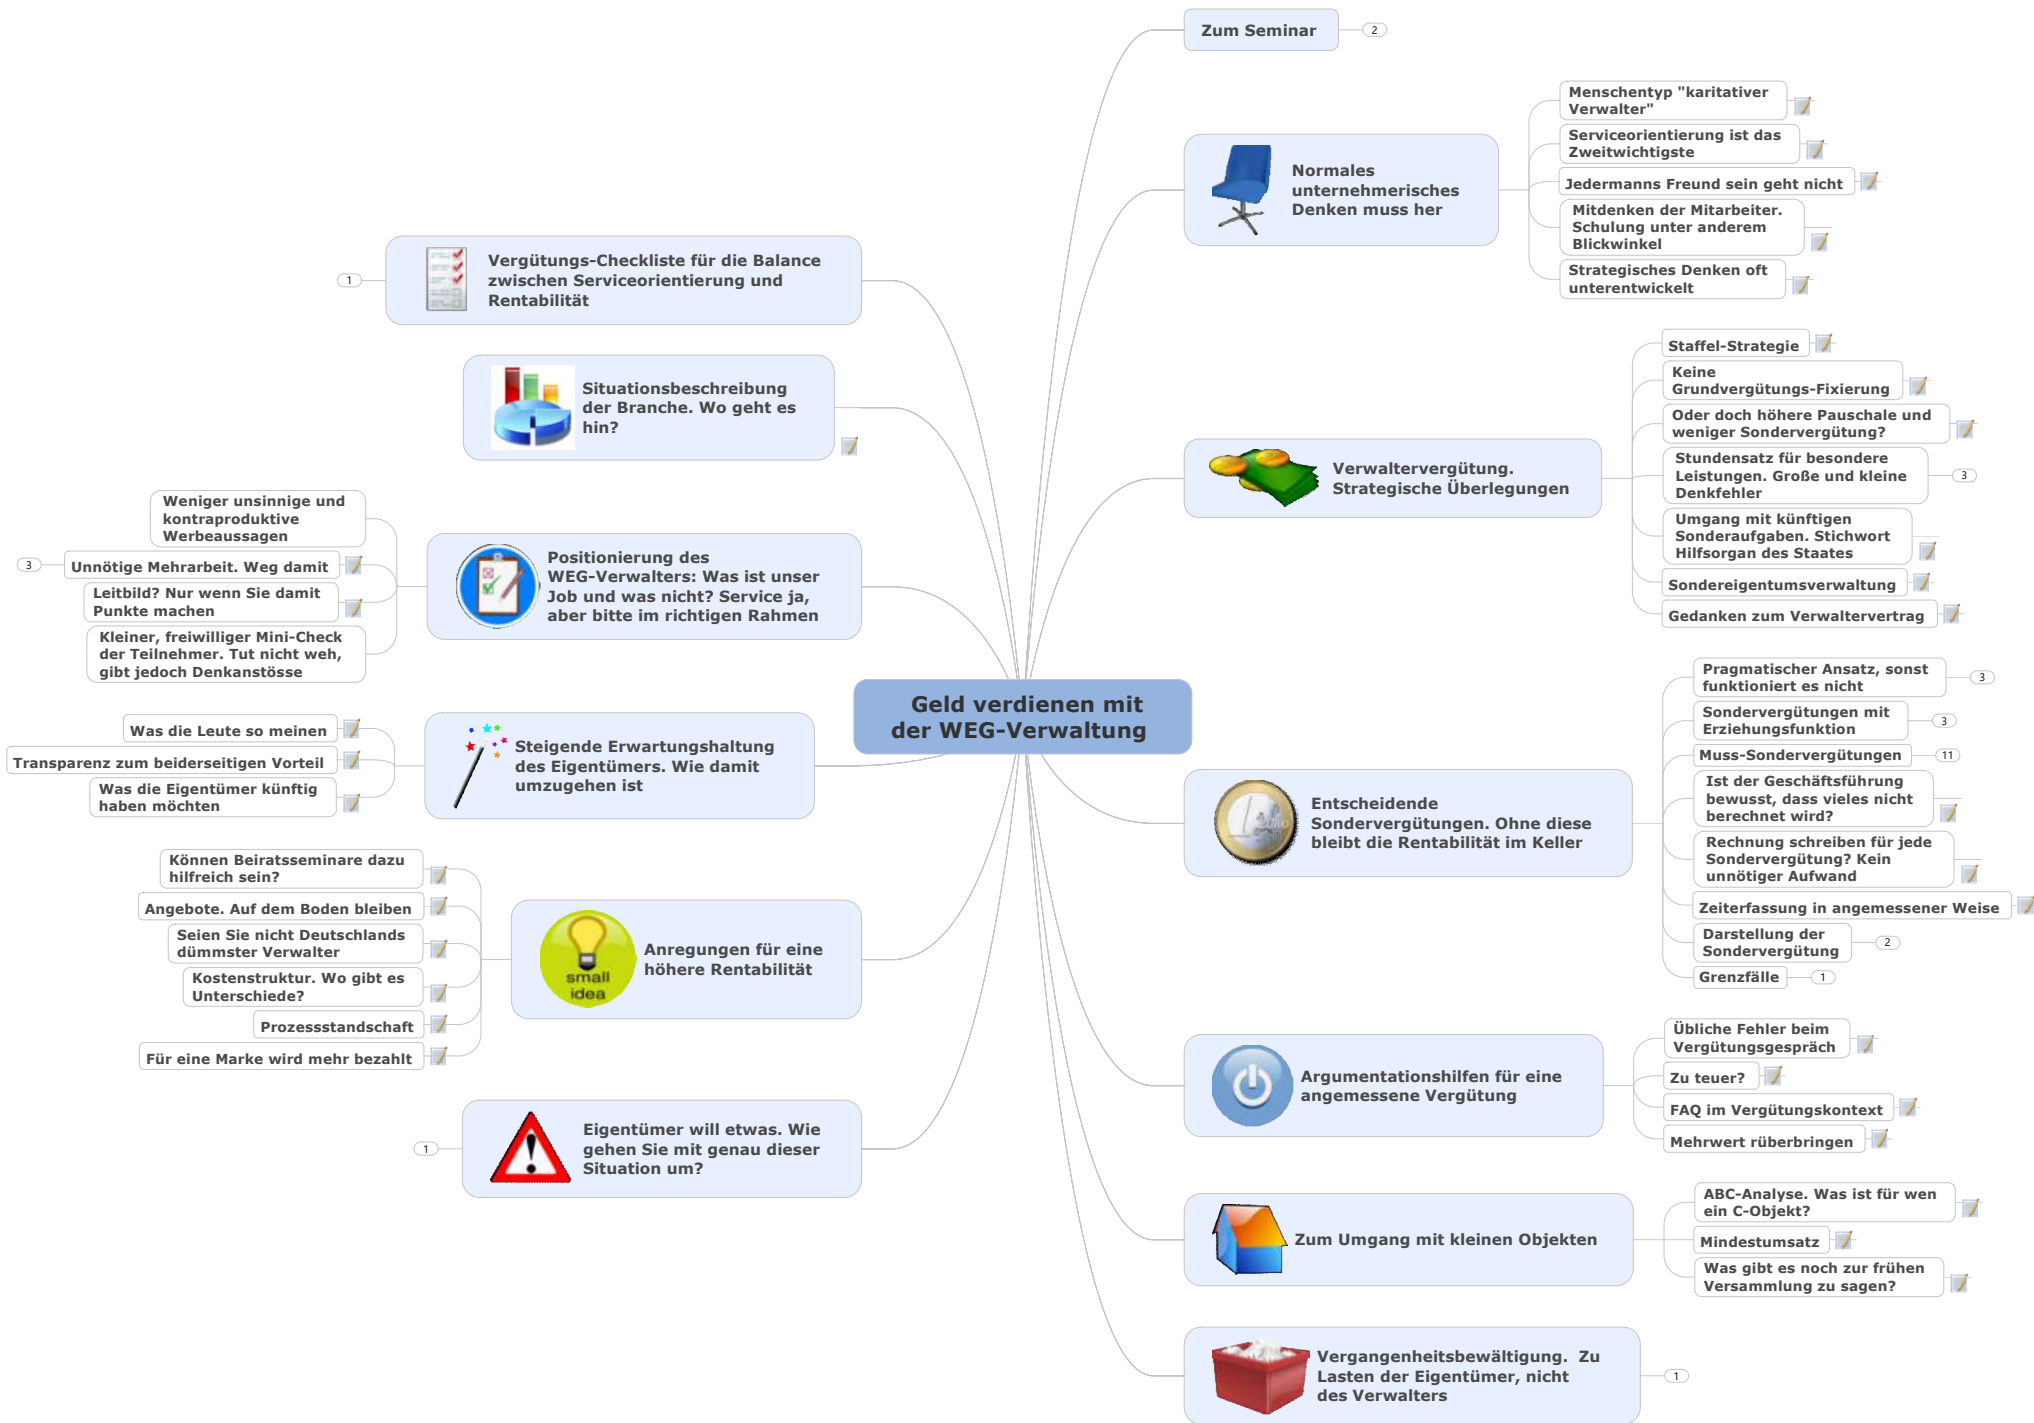 Zum Seminar
2
Normales
unternehmerisches
Denken muss her
Menschentyp "karitativer
Verwalter"
Serviceorientierung ist das
Zweitwichtigste
Jedermanns Freund sein geht nicht
Mitdenken der Mitarbeiter.
Schulung unter anderem
Blickwinkel
Strategisches Denken oft
unterentwickelt
Verwaltervergütung.
Strategische Überlegungen
Staffel-Strategie
Keine
Grundvergütungs-Fixierung
Oder doch höhere Pauschale und
weniger Sondervergütung?
Stundensatz für besondere
Leistungen. Große und kleine
Denkfehler
3
Umgang mit künftigen
Sonderaufgaben. Stichwort
Hilfsorgan des Staates
Sondereigentumsverwaltung
Gedanken zum Verwaltervertrag
Entscheidende
Sondervergütungen. Ohne diese
bleibt die Rentabilität im Keller
Pragmatischer Ansatz, sonst
funktioniert es nicht
3
Sondervergütungen mit
Erziehungsfunktion
3
Muss-Sondervergütungen
11
Ist der Geschäftsführung
bewusst, dass vieles nicht
berechnet wird?
Rechnung schreiben für jede
Sondervergütung? Kein
unnötiger Aufwand
Zeiterfassung in angemessener Weise
Darstellung der
Sondervergütung
2
Grenzfälle
1
Argumentationshilfen für eine
angemessene Vergütung
Übliche Fehler beim
Vergütungsgespräch
Zu teuer?
FAQ im Vergütungskontext
Mehrwert rüberbringen
Zum Umgang mit kleinen Objekten
ABC-Analyse. Was ist für wen
ein C-Objekt?
Mindestumsatz
Was gibt es noch zur frühen
Versammlung zu sagen?
Vergangenheitsbewältigung. Zu
Lasten der Eigentümer, nicht
des Verwalters
1
Geld verdienen mit
der WEG-Verwaltung
Vergütungs-Checkliste für die Balance
zwischen Serviceorientierung und
Rentabilität
1
Situationsbeschreibung
der Branche. Wo geht es
hin?
Positionierung des
WEG-Verwalters: Was ist unser
Job und was nicht? Service ja,
aber bitte im richtigen Rahmen
Weniger unsinnige und
kontraproduktive
Werbeaussagen
Unnötige Mehrarbeit. Weg damit
3
Leitbild? Nur wenn Sie damit
Punkte machen
Kleiner, freiwilliger Mini-Check
der Teilnehmer. Tut nicht weh,
gibt jedoch Denkanstösse
Steigende Erwartungshaltung
des Eigentümers. Wie damit
umzugehen ist
Was die Leute so meinen
Transparenz zum beiderseitigen Vorteil
Was die Eigentümer künftig
haben möchten
small
idea
Anregungen für eine
höhere Rentabilität
Können Beiratsseminare dazu
hilfreich sein?
Angebote. Auf dem Boden bleiben
Seien Sie nicht Deutschlands
dümmster Verwalter
Kostenstruktur. Wo gibt es
Unterschiede?
Prozessstandschaft
Für eine Marke wird mehr bezahlt
Eigentümer will etwas. Wie
gehen Sie mit genau dieser
Situation um?
1